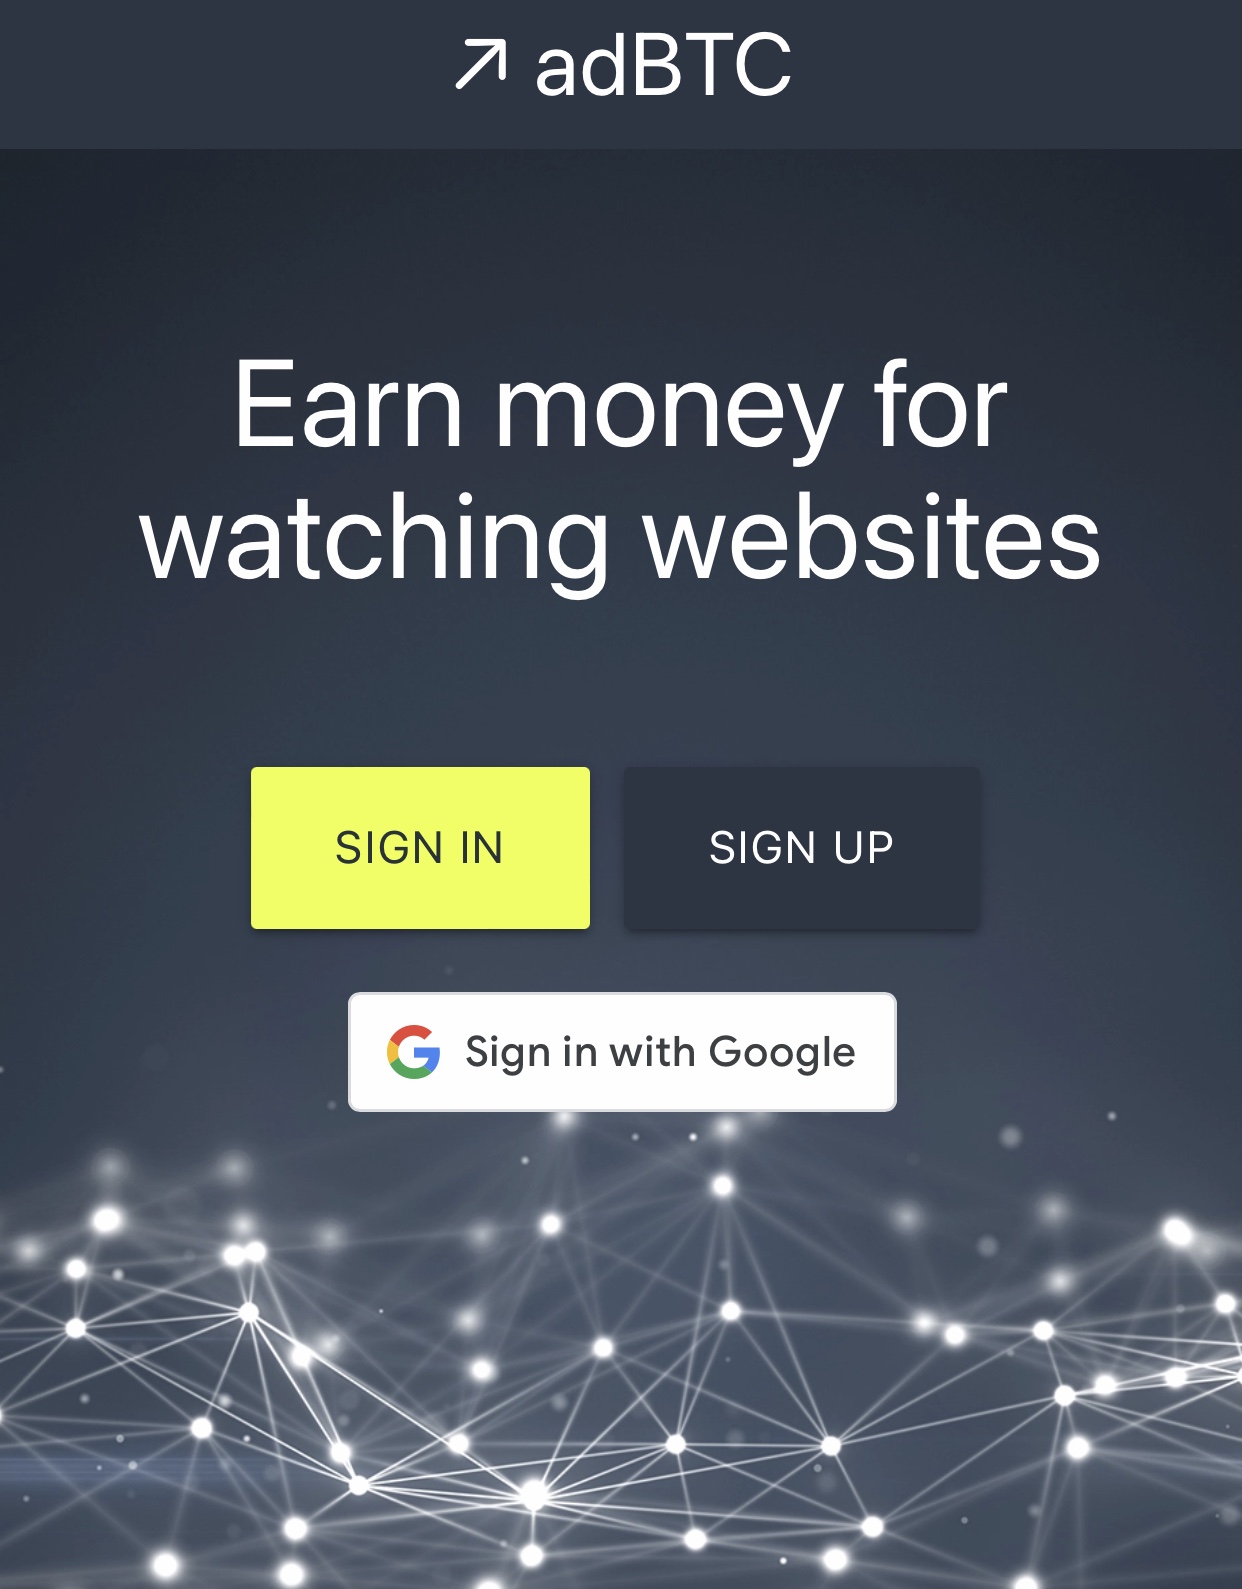 adBTC
Earn money for
watching websites
SIGN IN
SIGN UP
Sign in with Google